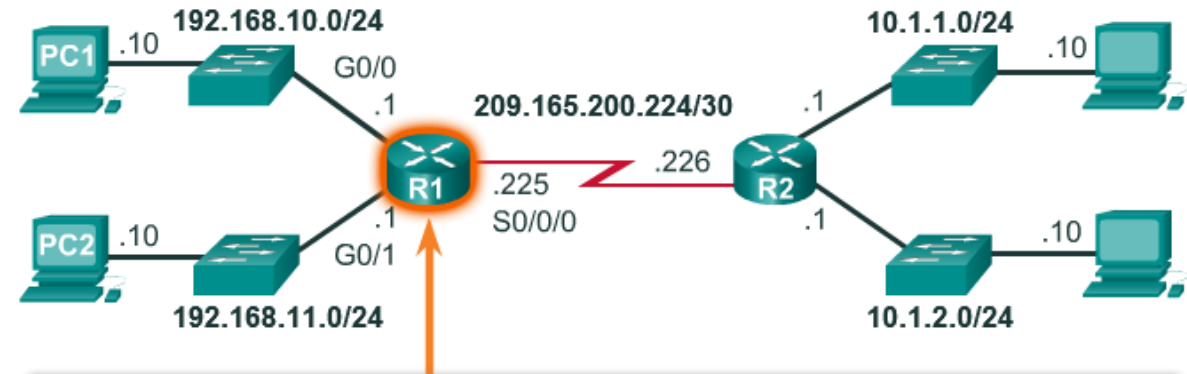 192.168.10.0/24
10.1.1.0/24
PC1
.10
G0/0
.1
209.165.200.224/30
.1
.10
R1
.225
S0/0/0
.226
R2
PC2
.10
.1
G0/1
.1
.10
192.168.11.0/24
10.1.2.0/24